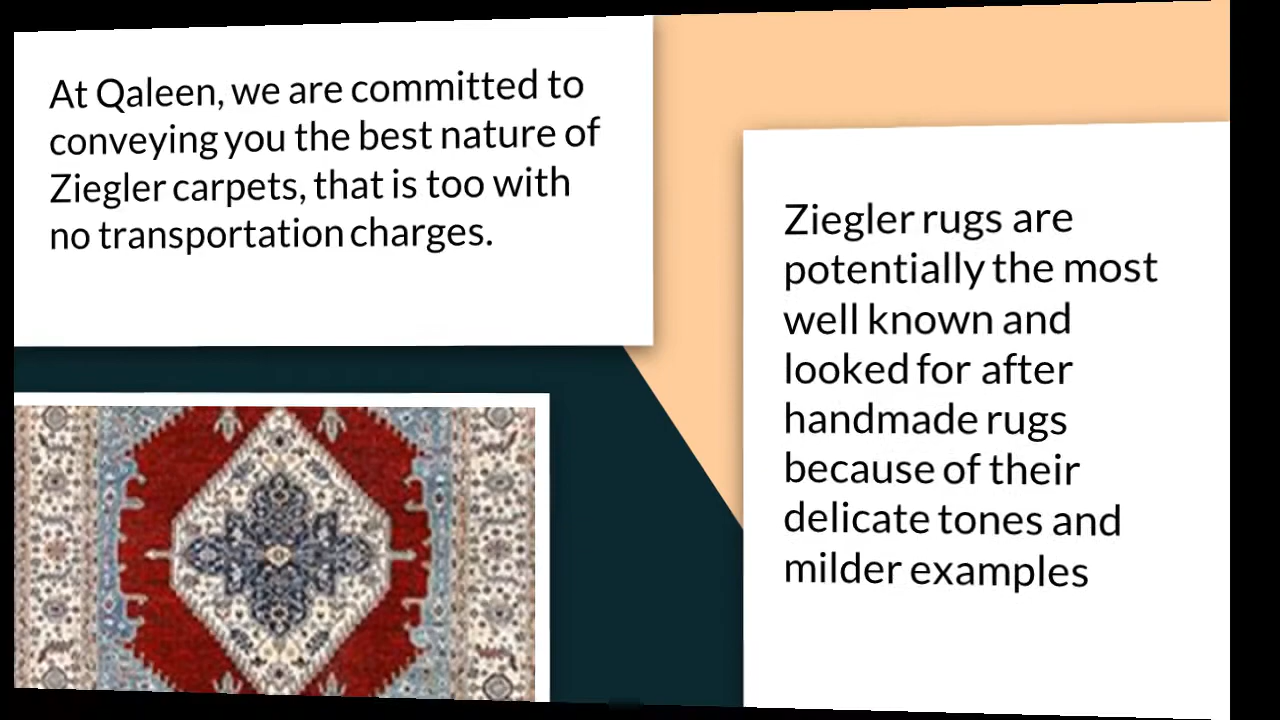 At Qaleen, we are committed to
conveying you the best nature of
Ziegler carpets, that is too with
no transportation charges.
Ziegler rugs are
potentially the most
well known and
looked for after
handmade rugs
because of their
delicate tones and
milder examples